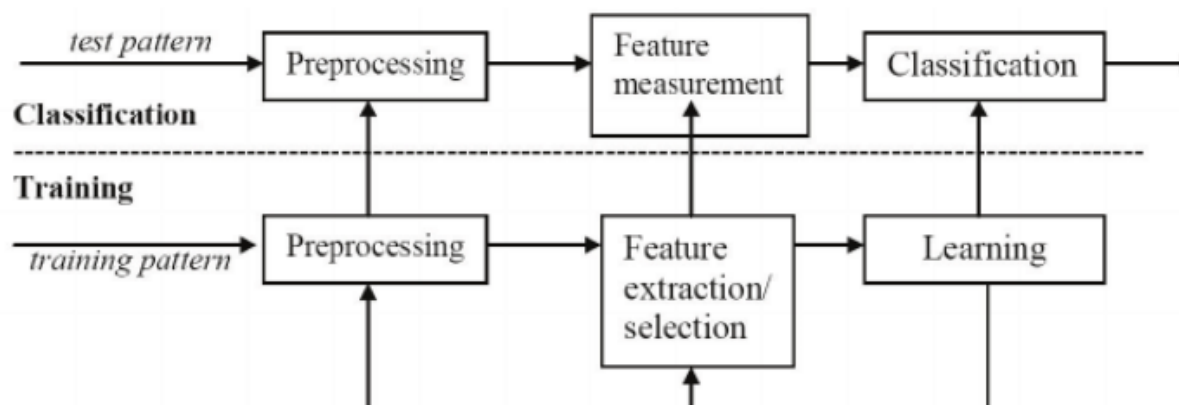 test pattern
Preprocessing
Feature
measurement
Classification
Classification
Training
training pattern
Preprocessing
Feature
extraction/
selection
Learning